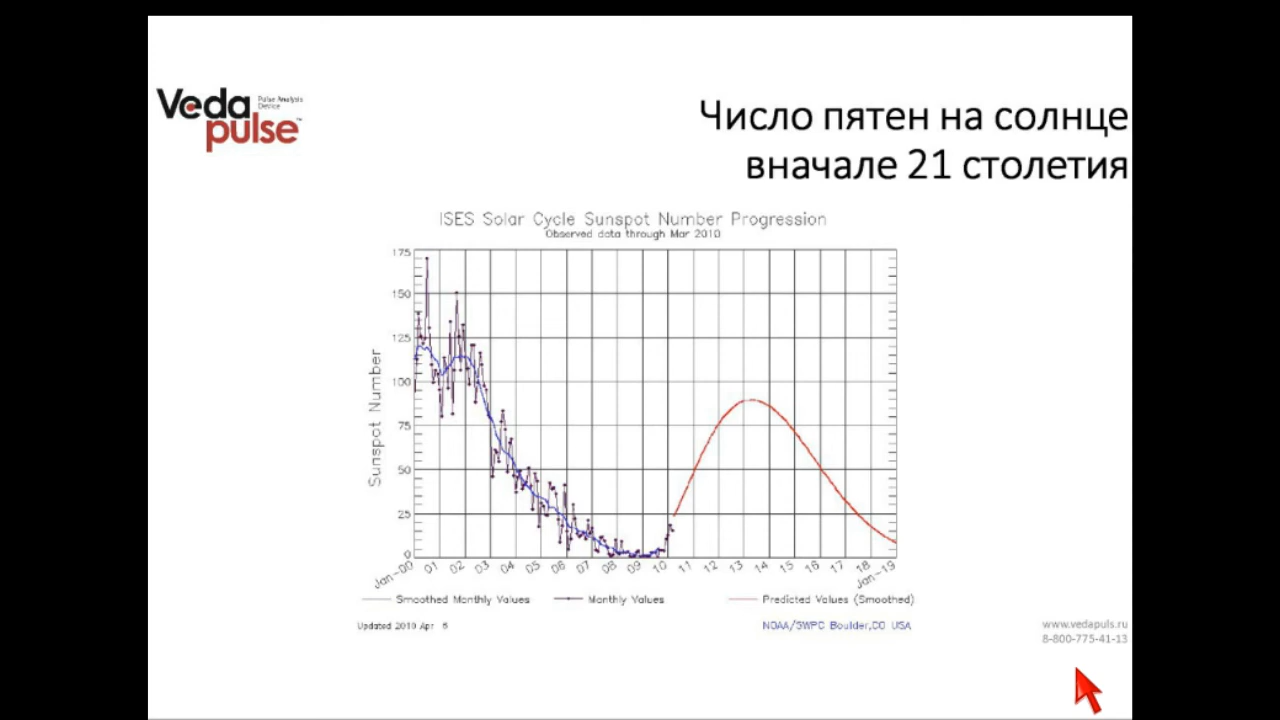 Veda
Pulse Analysis
Device
pulse™
Число пятен на солнце
вначале 21 столетия
ISES Solar Cycle Sunspot Number Progression
Observed data through Mar 2010
175
150
125
100
75
50
25
0
Sunspot Number
Jan-00 01 02 03 04 05 06 07 08 09 10 11 12 13 14 15 16 17 18 Jan-19
Smoothed Monthly Values Monthly Values Predicted Values (Smoothed)
Updated 2010 Apr 6 NOAA/SWPC Boulder,CO USA
www.vedapuls.ru
8-800-775-41-13